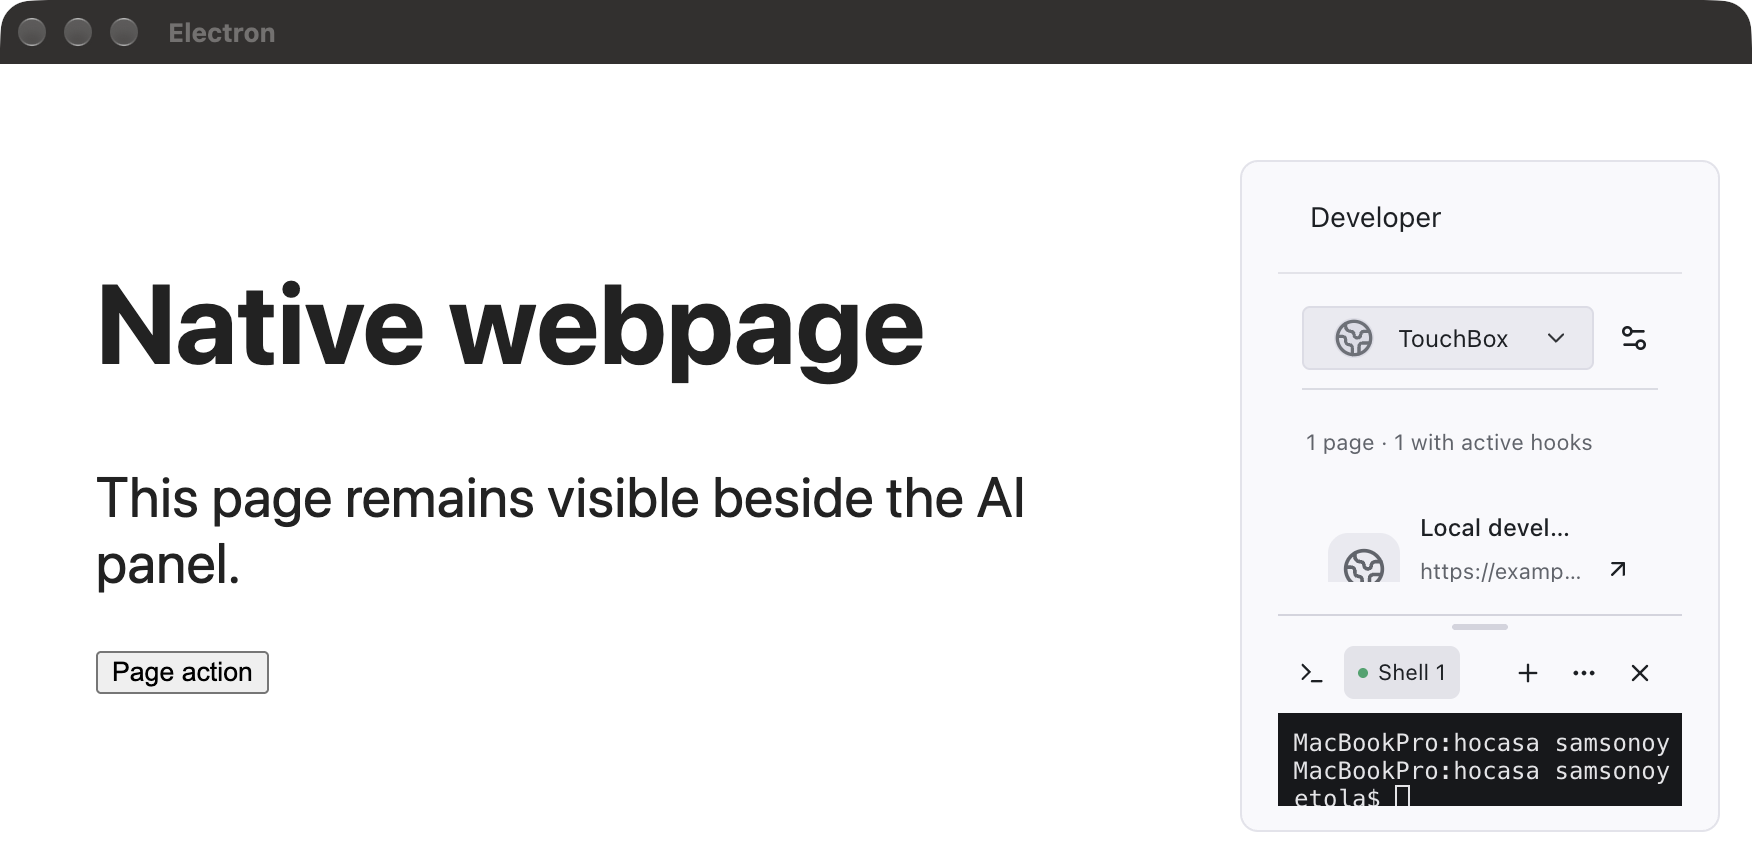 Electron
Native webpage
This page remains visible beside the AI
panel.
Page action
Developer
TouchBox
1 page · 1 with active hooks
Local devel...
https://examp...
Shell 1
MacBookPro:hocasa samsonoy
MacBookPro:hocasa samsonoy
etola$